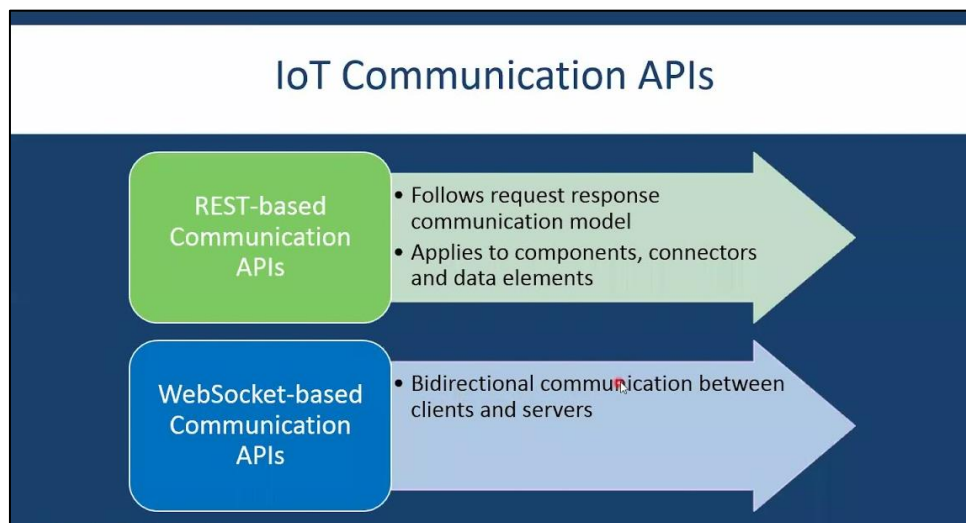 IoT Communication APIs
REST-based
Communication
APIs
• Follows request response
communication model
• Applies to components, connectors
and data elements
WebSocket-based
Communication
APIs
• Bidirectional communication between
clients and servers